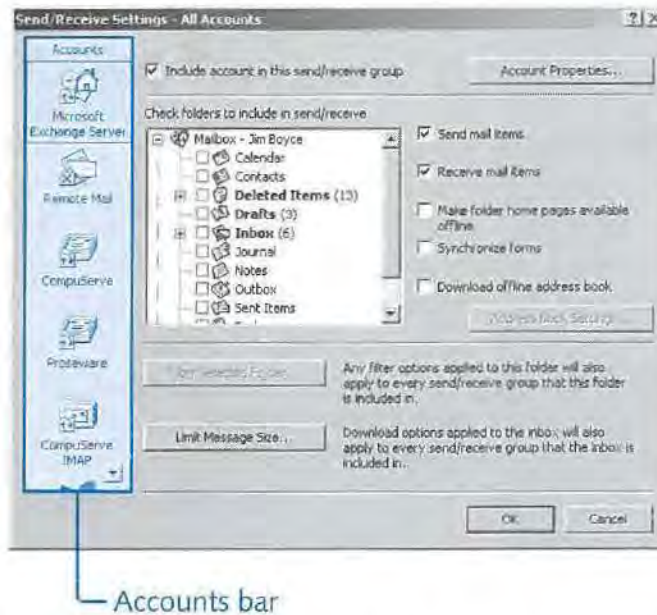 Send/Receive Settings - All Accounts
Accounts
Microsoft
Exchange Server
Remote Mail
CompuServe
Proseware
CompuServe
IMAP
Include account in this send/receive group
Account Properties...
Check folders to include in send/receive
Mailbox - Jim Boyce
Calendar
Contacts
Deleted Items (13)
Drafts (3)
Inbox (6)
Journal
Notes
Outbox
Sent Items
Send mail items
Receive mail items
Make folder home pages available
offline
Synchronize forms
Download offline address book
Address Book Settings...
Any filter options applied to this folder will also
apply to every send/receive group that this folder
is included in.
Limit Message Size...
Download options applied to the inbox will also
apply to every send/receive group that the inbox is
included in.
OK
Cancel
Accounts bar